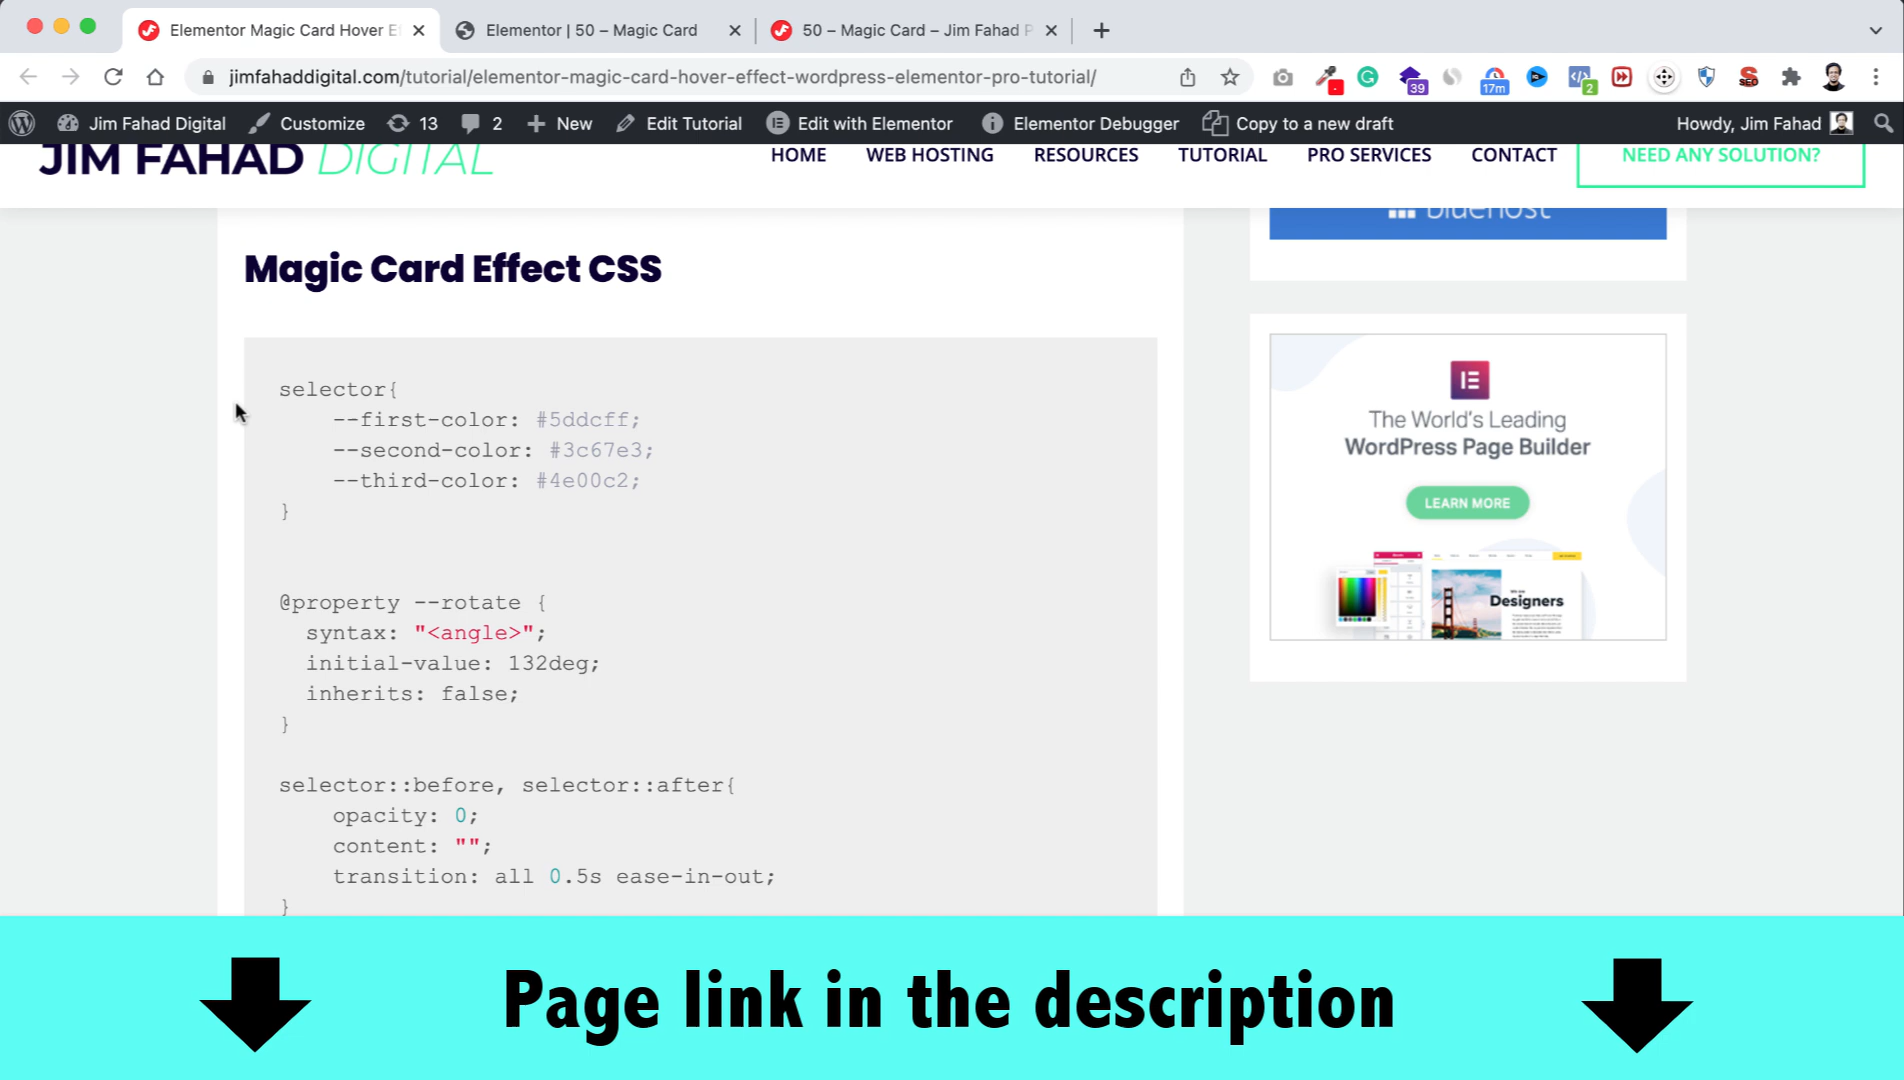 Elementor Magic Card Hover E
Elementor | 50 – Magic Card
50 – Magic Card – Jim Fahad P
jimfahaddigital.com/tutorial/elementor-magic-card-hover-effect-wordpress-elementor-pro-tutorial/
39
17m
2
SEO
Jim Fahad Digital
Customize
13
2
New
Edit Tutorial
Edit with Elementor
Elementor Debugger
Copy to a new draft
Howdy, Jim Fahad
JIM FAHAD DIGITAL
HOME
WEB HOSTING
RESOURCES
TUTORIAL
PRO SERVICES
CONTACT
NEED ANY SOLUTION?
bluehost
Magic Card Effect CSS
selector{
--first-color: #5ddcff;
--second-color: #3c67e3;
--third-color: #4e00c2;
}
@property --rotate {
syntax: "<angle>";
initial-value: 132deg;
inherits: false;
}
selector::before, selector::after{
opacity: 0;
content: "";
transition: all 0.5s ease-in-out;
}
The World's Leading
WordPress Page Builder
LEARN MORE
Designers
Page link in the description